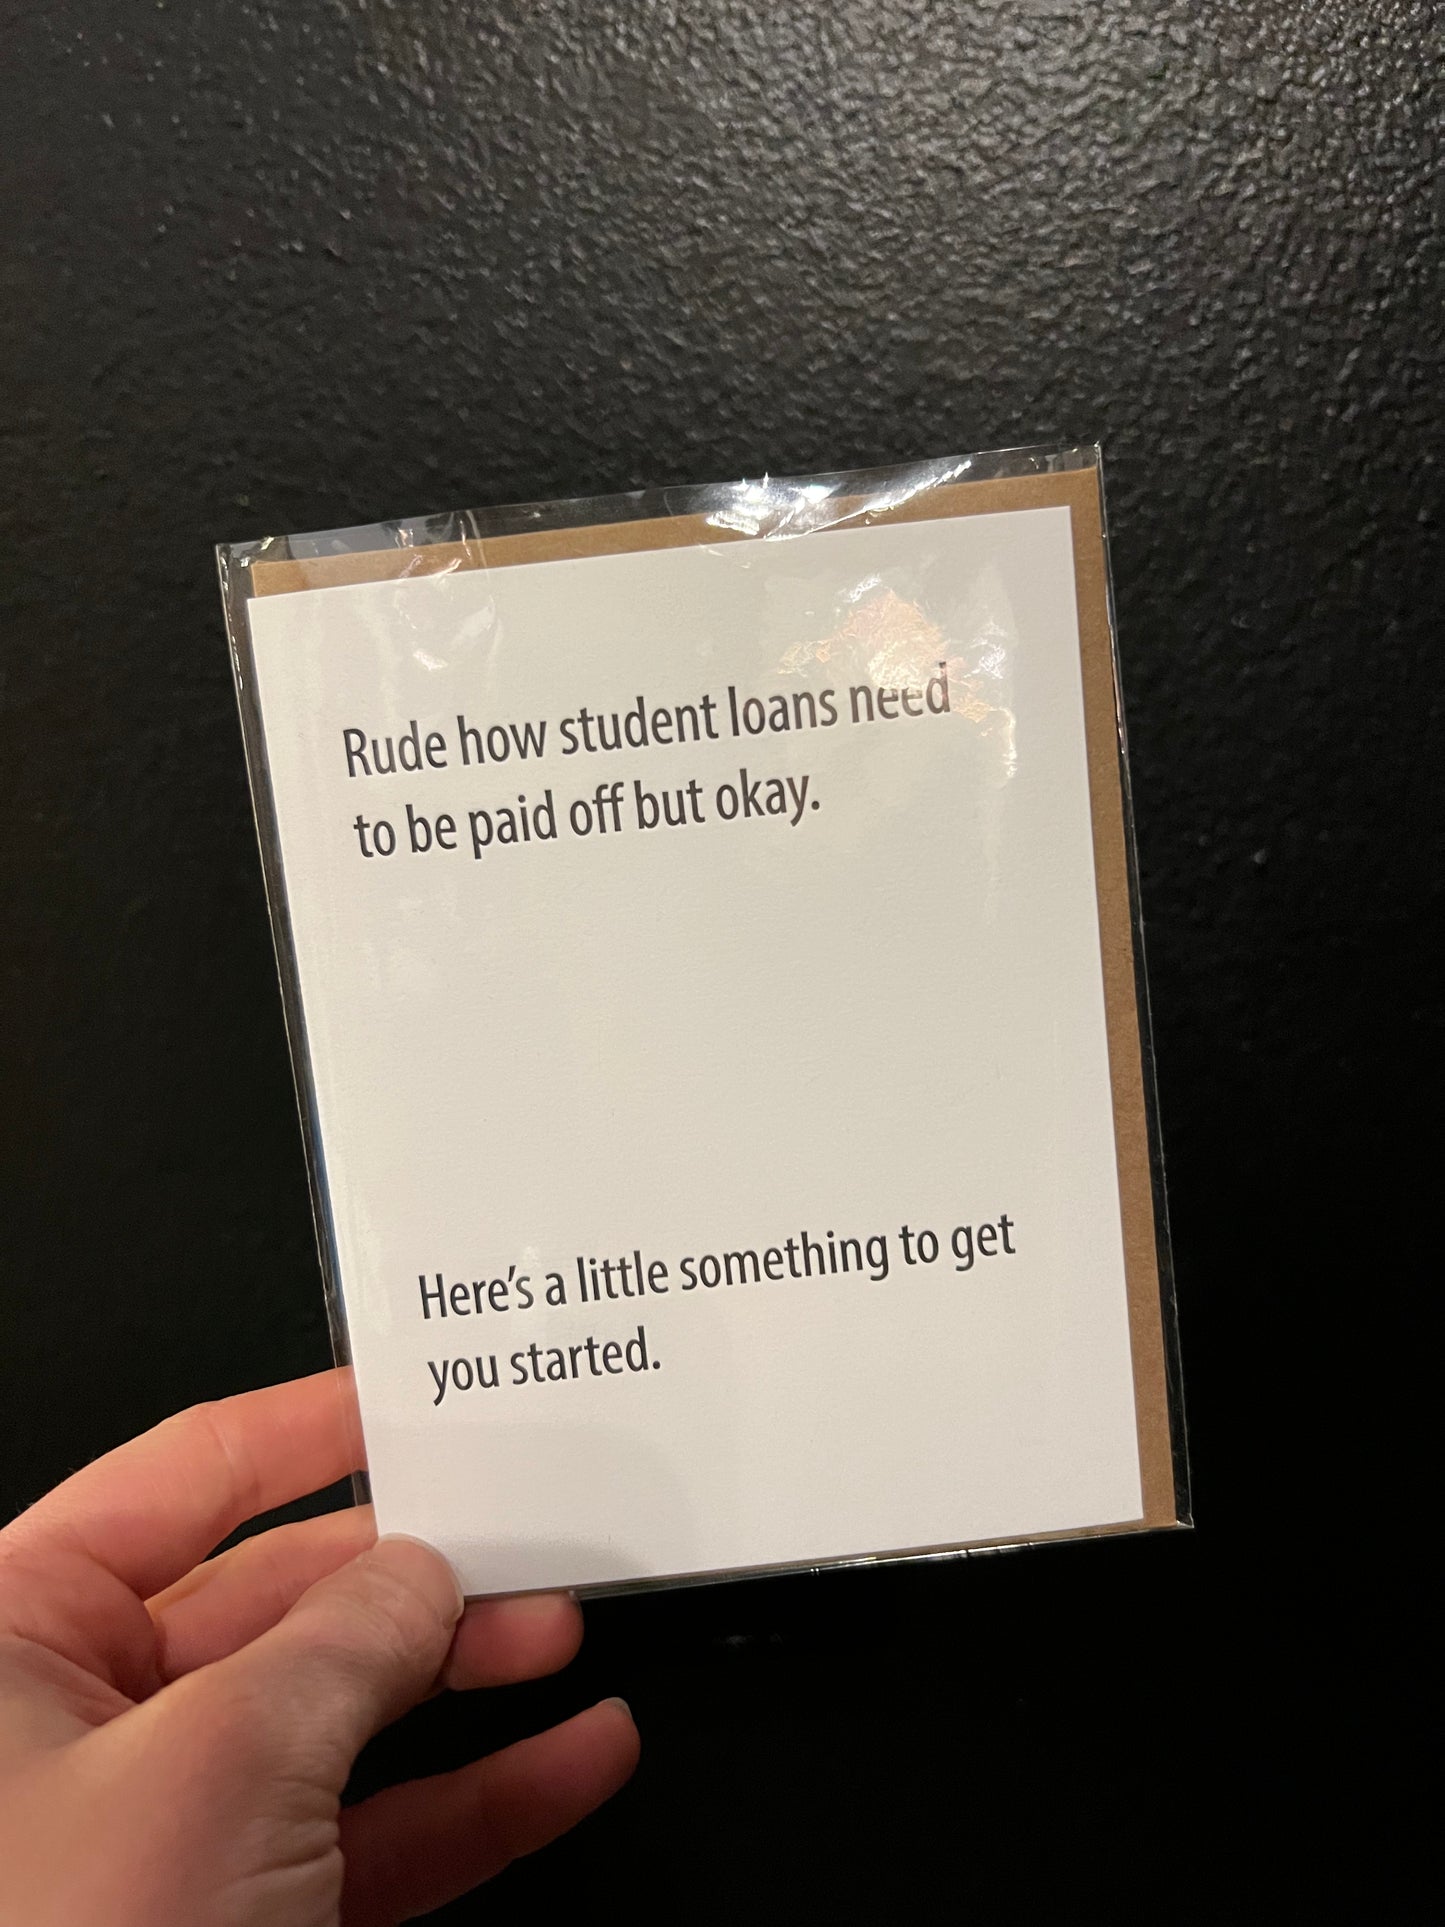 Rude how student loans need
to be paid off but okay.
Here’s a little something to get
you started.